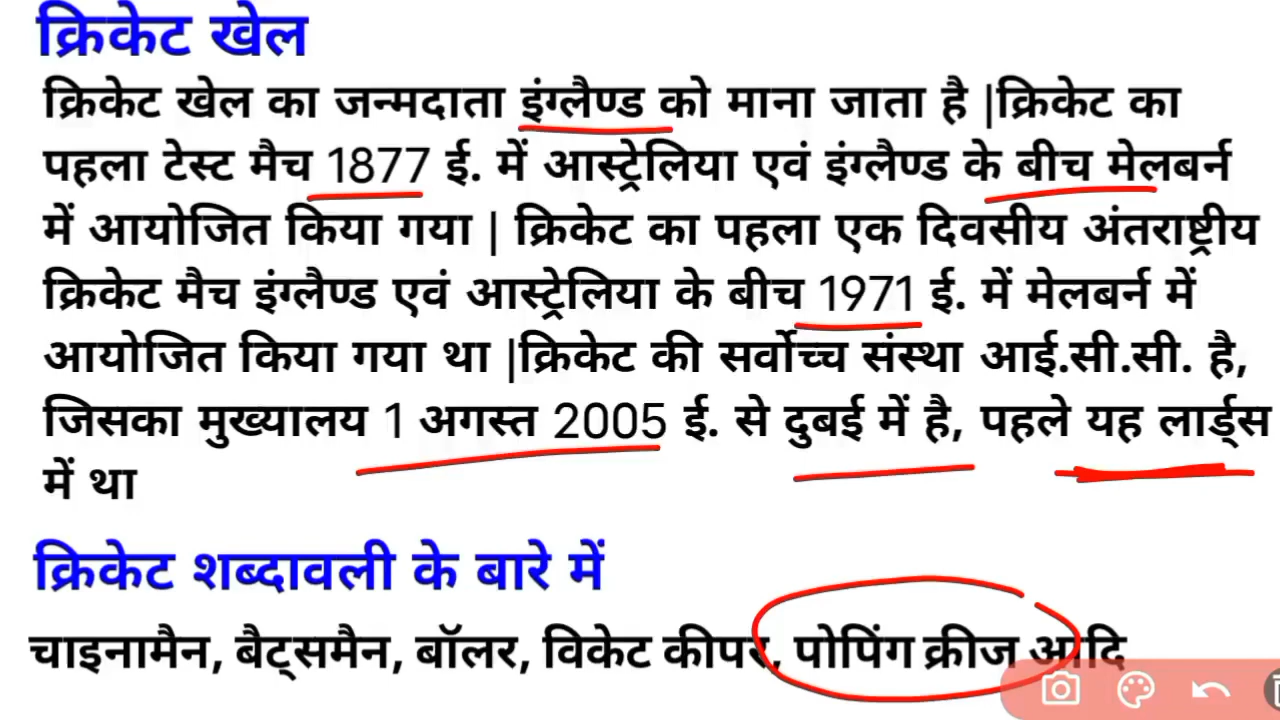 क्रिकेट खेल
क्रिकेट खेल का जन्मदाता इंग्लैण्ड को माना जाता है |क्रिकेट का
पहला टेस्ट मैच 1877 ई. में आस्ट्रेलिया एवं इंग्लैण्ड के बीच मेलबर्न
में आयोजित किया गया | क्रिकेट का पहला एक दिवसीय अंतराष्ट्रीय
क्रिकेट मैच इंग्लैण्ड एवं आस्ट्रेलिया के बीच 1971 ई. में मेलबर्न में
आयोजित किया गया था |क्रिकेट की सर्वोच्च संस्था आई.सी.सी. है,
जिसका मुख्यालय 1 अगस्त 2005 ई. से दुबई में है, पहले यह लार्ड्स
में था
क्रिकेट शब्दावली के बारे में
चाइनामैन, बैट्समैन, बॉलर, विकेट कीपर, पोपिंग क्रीज आदि